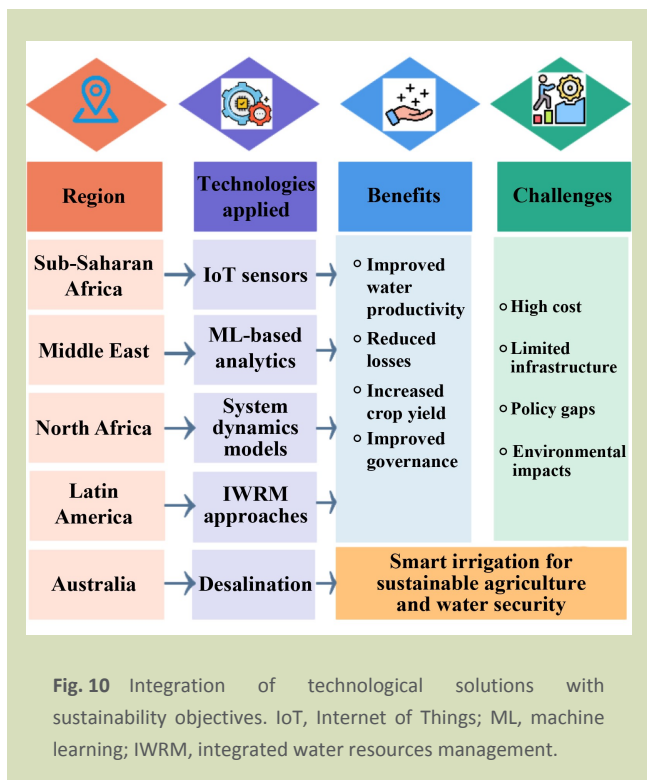 Region
Technologies
applied
Benefits
Challenges
Sub-Saharan
Africa
IoT sensors
Middle East
ML-based
analytics
North Africa
System
dynamics
models
Latin
America
IWRM
approaches
Australia
Desalination
Improved
water
productivity
Reduced
losses
Increased
crop yield
Improved
governance
High cost
Limited
infrastructure
Policy gaps
Environmental
impacts
Smart irrigation for
sustainable agriculture
and water security
Fig. 10 Integration of technological solutions with
sustainability objectives. IoT, Internet of Things; ML, machine
learning; IWRM, integrated water resources management.